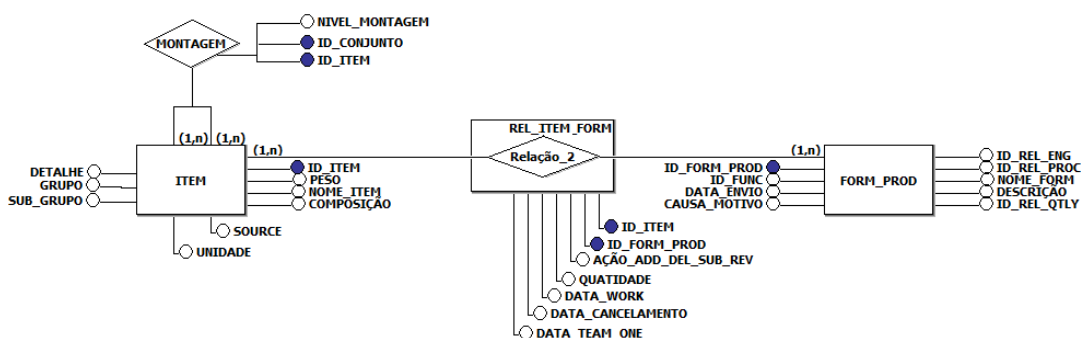 NIVEL_MONTAGEM
MONTAGEM
ID_CONJUNTO
ID_ITEM
REL_ITEM_FORM
(1,n) (1,n)
(1,n)
Relação_2
(1,n)
DETALHE
GRUPO
SUB_GRUPO
ITEM
ID_ITEM
PESO
NOME_ITEM
COMPOSIÇÃO
SOURCE
UNIDADE
ID_FORM_PROD
ID_FUNC
DATA_ENVIO
CAUSA_MOTIVO
FORM_PROD
ID_REL_ENG
ID_REL_PROC
NOME_FORM
DESCRIÇÃO
ID_REL_QTLY
ID_ITEM
ID_FORM_PROD
AÇÃO_ADD_DEL_SUB_REV
QUATIDADE
DATA_WORK
DATA_CANCELAMENTO
DATA_TEAM_ONE